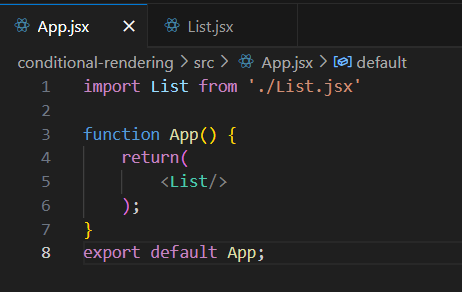 App.jsx × List.jsx
conditional-rendering > src > App.jsx > default
1 import List from './List.jsx'
2
3 function App() {
4     return(
5         <List/>
6     );
7 }
8 export default App;